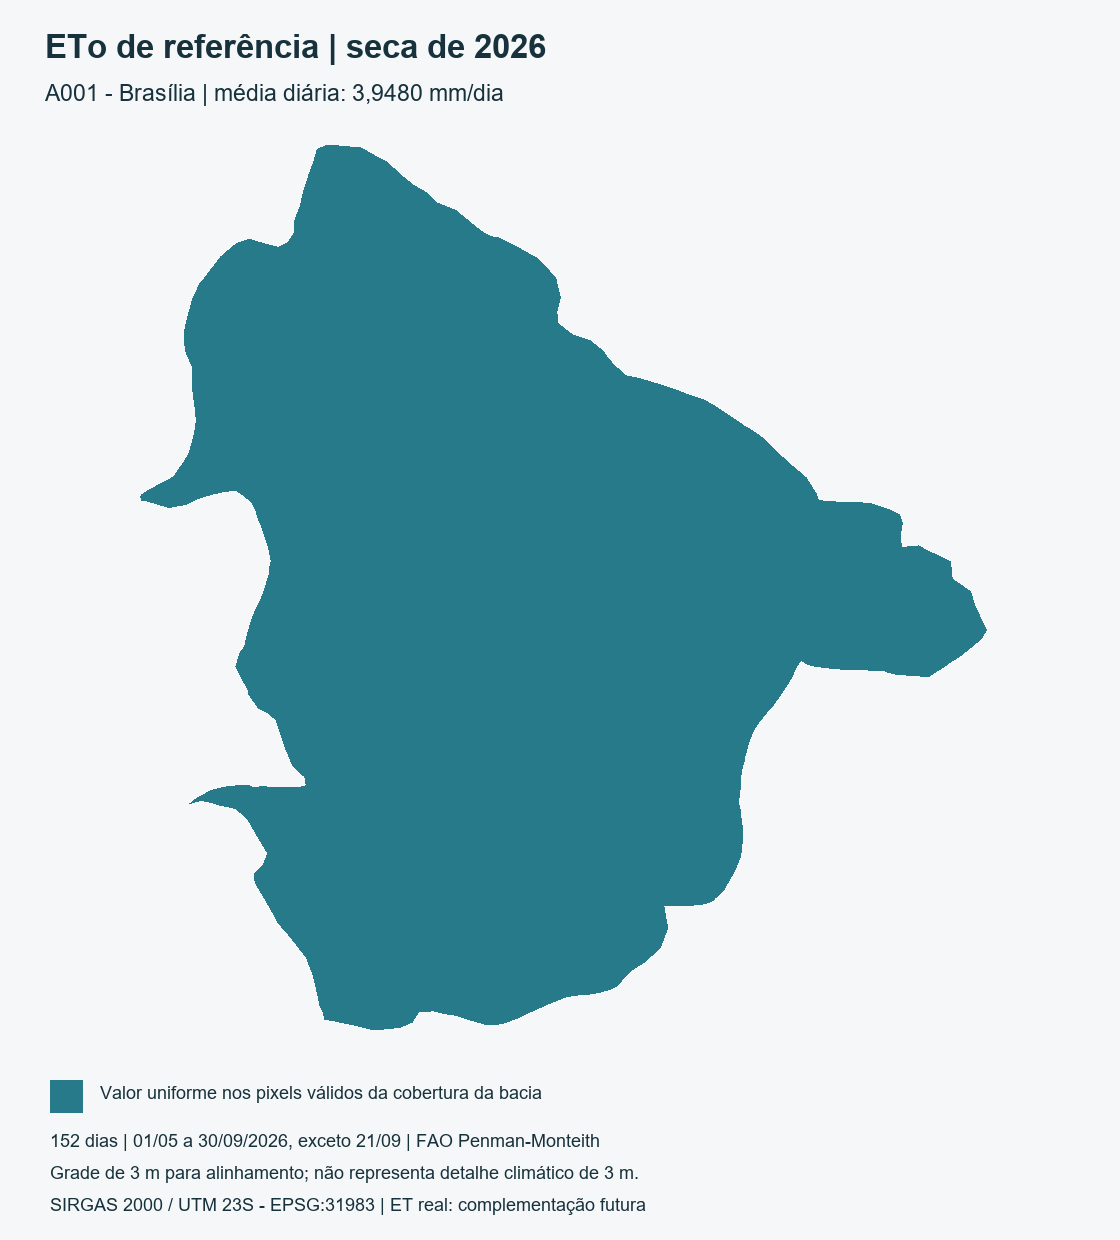 ETo de referência | seca de 2026
A001 - Brasília | média diária: 3,9480 mm/dia
Valor uniforme nos pixels válidos da cobertura da bacia
152 dias | 01/05 a 30/09/2026, exceto 21/09 | FAO Penman-Monteith
Grade de 3 m para alinhamento; não representa detalhe climático de 3 m.
SIRGAS 2000 / UTM 23S - EPSG:31983 | ET real: complementação futura